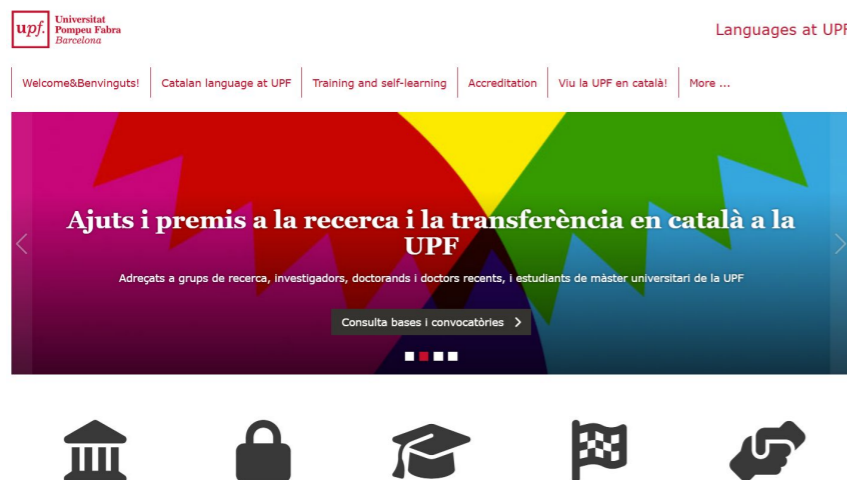 upf.
Universitat
Pompeu Fabra
Barcelona
Languages at UPF
Welcome&Benvinguts!
Catalan language at UPF
Training and self-learning
Accreditation
Viu la UPF en català!
More ...
Ajuts i premis a la recerca i la transferència en català a la
UPF
Adreçats a grups de recerca, investigadors, doctorands i doctors recents, i estudiants de màster universitari de la UPF
Consulta bases i convocatòries